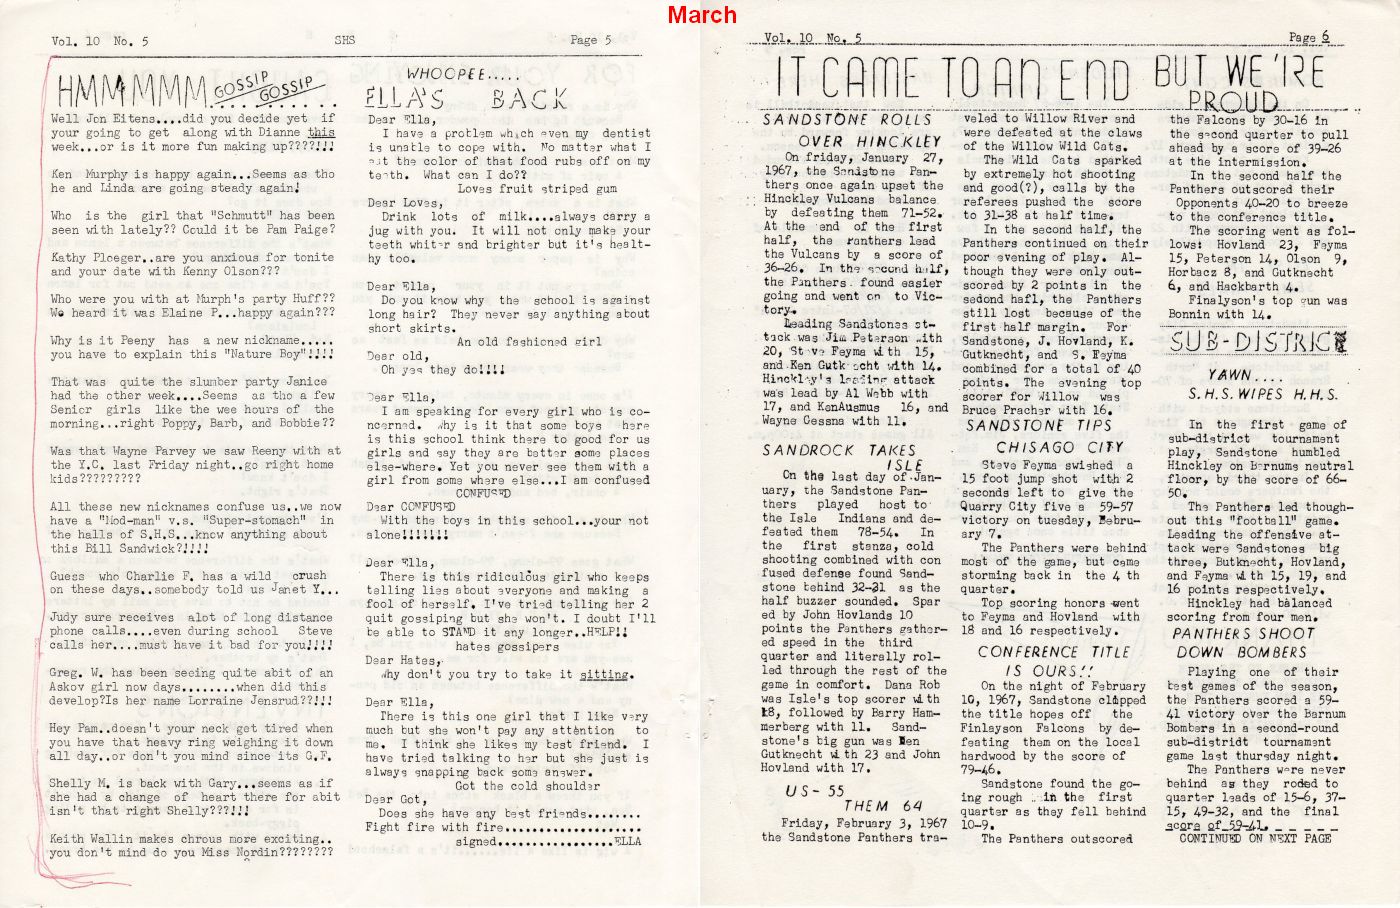 March
Vol. 10 No. 5 SHS Page 5
HMMMMMM GOSSIP GOSSIP
Well Jon Eitens....did you decide yet if
your going to get along with Dianne this
week...or is it more fun making up????!!!
Ken Murphy is happy again...Seems as tho
he and Linda are going steady again!
Who is the girl that "Schmutt" has been
seen with lately?? Could it be Pam Paige?
Kathy Ploeger..are you anxious for tonite
and your date with Kenny Olson???
Who were you with at Murph's party Huff??
We heard it was Elaine P...happy again???
Why is it Peeny has a new nickname.....
you have to explain this "Nature Boy"!!!!
That was quite the slumber party Janice
had the other week....Seems as tho a few
Senior girls like the wee hours of the
morning...right Poppy, Barb, and Bobbie??
Was that Wayne Parvey we saw Reeny with at
the Y.C. last Friday night..go right home
kids?????????
All these new nicknames confuse us..we now
have a "Mod-man" v.s. "Super-stomach" in
the halls of S.H.S...know anything about
this Bill Sandwick?!!!!
Guess who Charlie F. has a wild crush
on these days..somebody told us Janet Y...
Judy sure receives alot of long distance
phone calls....even during school Steve
calls her....must have it bad for you!!!!
Greg. W. has been seeing quite abit of an
Askov girl now days........when did this
develop?Is her name Lorraine Jensrud??!!!
Hey Pam..doesn't your neck get tired when
you have that heavy ring weighing it down
all day..or don't you mind since its G.F.
Shelly M. is back with Gary...seems as if
she had a change of heart there for abit
isn't that right Shelly???!!!
Keith Wallin makes chrous more exciting..
you don't mind do you Miss Nordin????????
WHOOPEE.....
ELLA'S BACK
Dear Ella,
I have a problem which even my dentist
is unable to cope with. No matter what I
eat the color of that food rubs off on my
teeth. What can I do??
Loves fruit striped gum
Dear Loves,
Drink lots of milk....always carry a
jug with you. It will not only make your
teeth whiter and brighter but it's healt-
hy too.
Dear Ella,
Do you know why the school is against
long hair? They never say anything about
short skirts.
An old fashioned girl
Dear old,
Oh yes they do!!!!
Dear Ella,
I am speaking for every girl who is co-
ncerned. Why is it that some boys here
is this school think there to good for us
girls and say they are better some places
else-where. Yet you never see them with a
girl from some where else...I am confused
CONFUSED
Dear CONFUSED
With the boys in this school...your not
alone!!!!!!!
Dear Ella,
There is this ridiculous girl who keeps
telling lies about everyone and making a
fool of herself. I've tried telling her 2
quit gossiping but she won't. I doubt I'll
be able to STAND it any longer..HELP!!
hates gossipers
Dear Hates,
Why don't you try to take it sitting.
Dear Ella,
There is this one girl that I like very
much but she won't pay any attention to
me. I think she likes my best friend. I
have tried talking to her but she just is
always snapping back some answer.
Got the cold shoulder
Dear Got,
Does she have any best friends........
Fight fire with fire....................
signed.................ELLA
Vol. 10 No. 5 Page 6
IT CAME TO AN END BUT WE'RE
PROUD
SANDSTONE ROLLS
OVER HINCKLEY
On friday, January 27,
1967, the Sandstone Pan-
thers once again upset the
Hinckley Vulcans balance
by defeating them 71-52.
At the end of the first
half, the Panthers lead
the Vulcans by a score of
36-26. In the second half,
the Panthers found easier
going and went on to Vic-
tory.
Leading Sandstones at-
tack was Jim Peterson with
20, Steve Feyma with 15,
and Ken Gutknecht with 14.
Hinckley's leading attack
was lead by Al Webb with
17, and KenAusmus 16, and
Wayne Gessna with 11.
SANDROCK TAKES
ISLE
On the last day of Jan-
uary, the Sandstone Pan-
thers played host to
the Isle Indians and de-
feated them 78-54. In
the first stanza, cold
shooting combined with con
fused defense found Sand-
stone behind 32-31 as the
half buzzer sounded. Spar
ed by John Hovlands 10
points the Panthers gather-
ed speed in the third
quarter and literally rol-
led through the rest of the
game in comfort. Dana Rob
was Isle's top scorer with
18, followed by Barry Ham-
merberg with 11. Sand-
stone's big gun was Ken
Gutknecht with 23 and John
Hovland with 17.
US- 55
THEM 64
Friday, February 3, 1967
the Sandstone Panthers tra-
veled to Willow River and
were defeated at the claws
of the Willow Wild Cats.
The Wild Cats sparked
by extremely hot shooting
and good(?), calls by the
referees pushed the score
to 31-38 at half time.
In the second half, the
Panthers continued on their
poor evening of play. Al-
though they were only out-
scored by 2 points in the
sedond hafl, the Panthers
still lost because of the
first half margin. For
Sandstone, J. Hovland, K.
Gutknecht, and S. Feyma
combined for a total of 40
points. The evening top
scorer for Willow was
Bruce Pracher with 16.
SANDSTONE TIPS
CHISAGO CITY
Steve Feyma swished a
15 foot jump shot with 2
seconds left to give the
Quarry City five a 59-57
victory on tuesday, Febru-
ary 7.
The Panthers were behind
most of the game, but came
storming back in the 4 th
quarter.
Top scoring honors went
to Feyma and Hovland with
18 and 16 respectively.
CONFERENCE TITLE
IS OURS!!
On the night of February
10, 1967, Sandstone clipped
the title hopes off the
Finlayson Falcons by de-
feating them on the local
hardwood by the score of
79-46.
Sandstone found the go-
ing rough in the first
quarter as they fell behind
10-9.
The Panthers outscored
the Falcons by 30-16 in
the second quarter to pull
ahead by a score of 39-26
at the intermission.
In the second half the
Panthers outscored their
Opponents 40-20 to breeze
to the conference title.
The scoring went as fol-
lows: Hovland 23, Feyma
15, Peterson 14, Olson 9,
Horbacz 8, and Gutknecht
6, and Hackbarth 4.
Finalyson's top gun was
Bonnin with 14.
SUB-DISTRICT
YAWN....
S.H.S. WIPES H.H.S.
In the first game of
sub-district tournament
play, Sandstone humbled
Hinckley on Barnums neutral
floor, by the score of 66-
50.
The Panthers led though-
out this "football" game.
Leading the offensive at-
tack were Sandstones big
three, Butknecht, Hovland,
and Feyma with 15, 19, and
16 points respectively.
Hinckley had balanced
scoring from four men.
PANTHERS SHOOT
DOWN BOMBERS
Playing one of their
best games of the season,
the Panthers scored a 59-
41 victory over the Barnum
Bombers in a second-round
sub-distridt tournament
game last thursday night.
The Panthers were never
behind as they roded to
quarter leads of 15-6, 37-
15, 49-32, and the final
score of 59-41.
CONTINUED ON NEXT PAGE